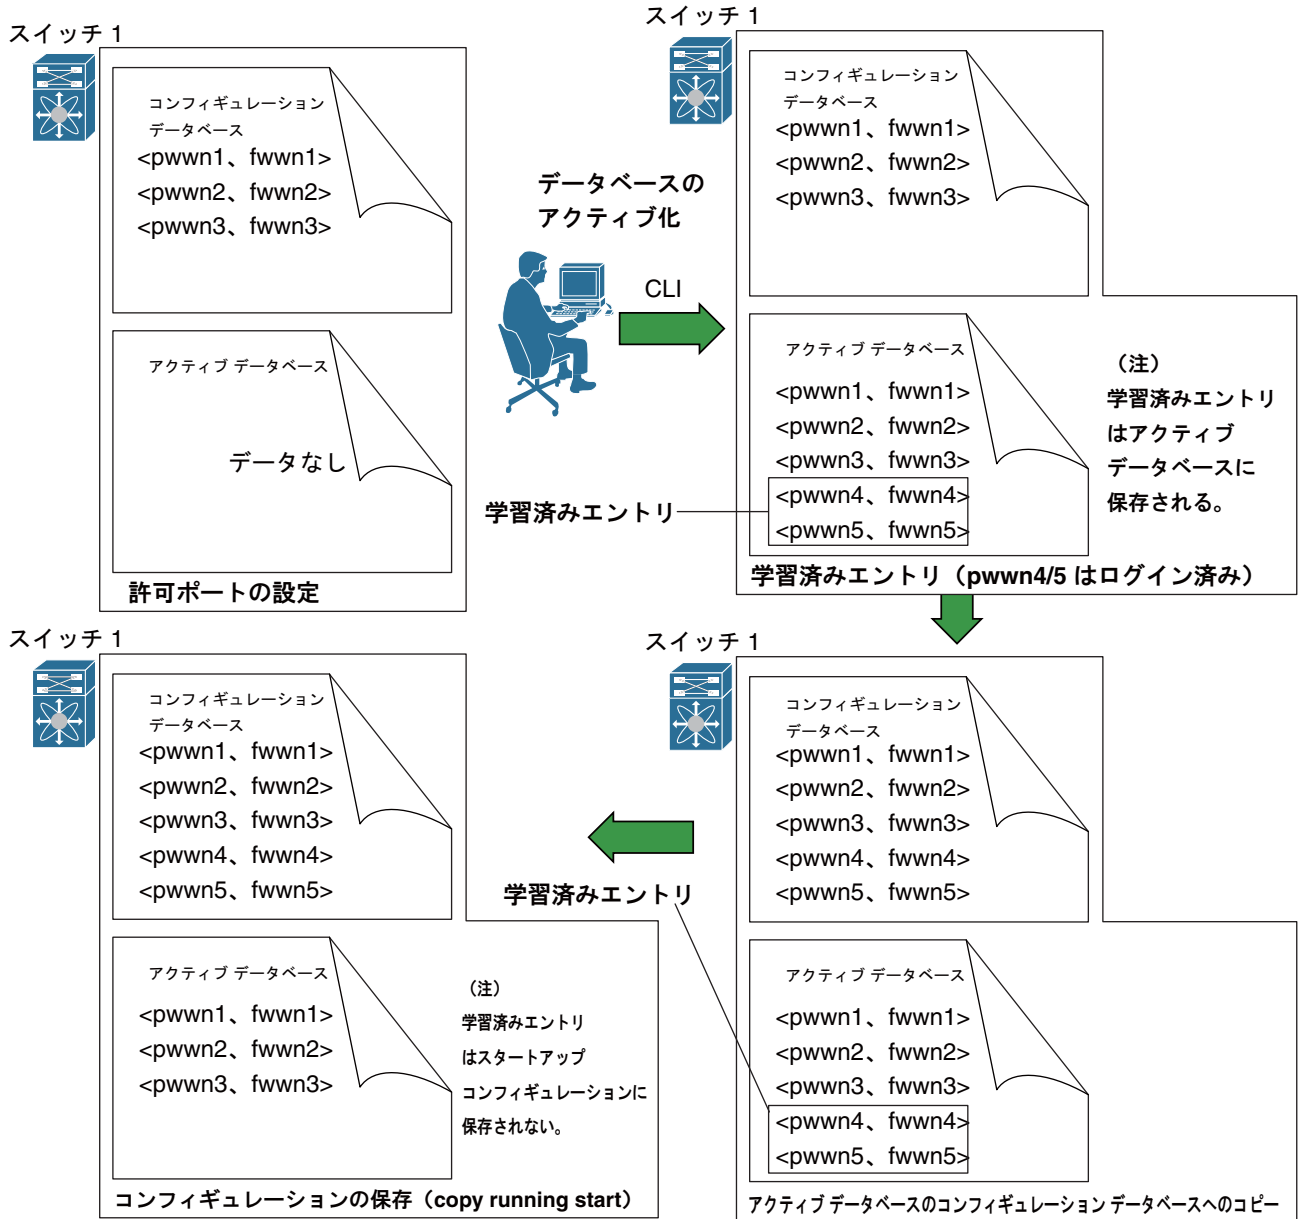 スイッチ 1
コンフィギュレーション
データベース
<pwwn1、fwwn1>
<pwwn2、fwwn2>
<pwwn3、fwwn3>
アクティブ データベース
データなし
許可ポートの設定
データベースの
アクティブ化
CLI
スイッチ 1
コンフィギュレーション
データベース
<pwwn1、fwwn1>
<pwwn2、fwwn2>
<pwwn3、fwwn3>
アクティブ データベース
<pwwn1、fwwn1>
<pwwn2、fwwn2>
<pwwn3、fwwn3>
<pwwn4、fwwn4>
<pwwn5、fwwn5>
学習済みエントリ
（注）
学習済みエントリ
はアクティブ
データベースに
保存される。
学習済みエントリ（pwwn4/5 はログイン済み）
スイッチ 1
コンフィギュレーション
データベース
<pwwn1、fwwn1>
<pwwn2、fwwn2>
<pwwn3、fwwn3>
<pwwn4、fwwn4>
<pwwn5、fwwn5>
アクティブ データベース
<pwwn1、fwwn1>
<pwwn2、fwwn2>
<pwwn3、fwwn3>
（注）
学習済みエントリ
はスタートアップ
コンフィギュレーションに
保存されない。
コンフィギュレーションの保存（copy running start）
学習済みエントリ
スイッチ 1
コンフィギュレーション
データベース
<pwwn1、fwwn1>
<pwwn2、fwwn2>
<pwwn3、fwwn3>
<pwwn4、fwwn4>
<pwwn5、fwwn5>
アクティブ データベース
<pwwn1、fwwn1>
<pwwn2、fwwn2>
<pwwn3、fwwn3>
<pwwn4、fwwn4>
<pwwn5、fwwn5>
アクティブ データベースのコンフィギュレーション データベースへのコピー